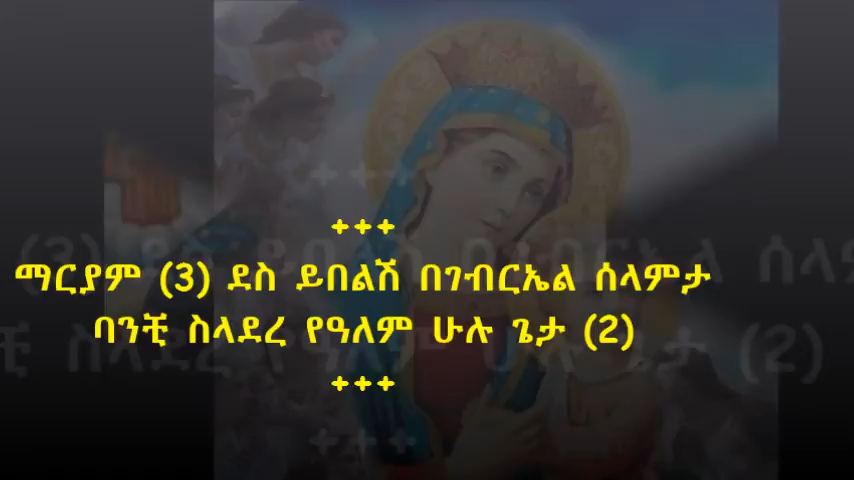 +++
ማርያም (3) ደስ ይበልሽ በገብርኤል ሰላምታ
ባንቺ ስላደረ የዓለም ሁሉ ጌታ (2)
+++